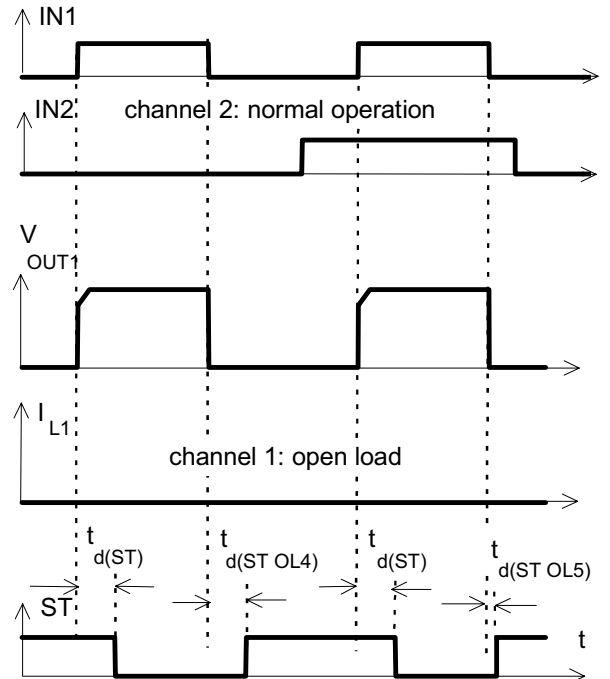 IN1
IN2 channel 2: normal operation
V
OUT1
I
L1
channel 1: open load
t t t t
d(ST) d(ST OL4) d(ST) d(ST OL5)
ST t